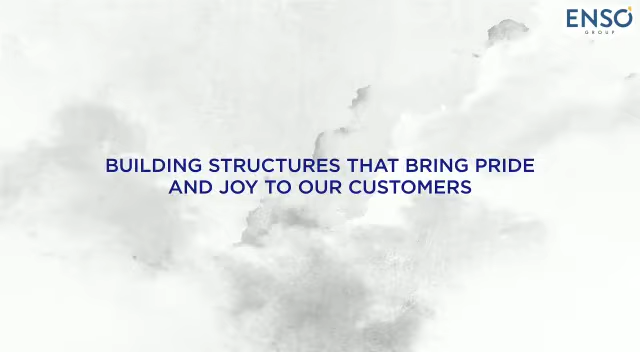 ENSO
GROUP
BUILDING STRUCTURES THAT BRING PRIDE
AND JOY TO OUR CUSTOMERS